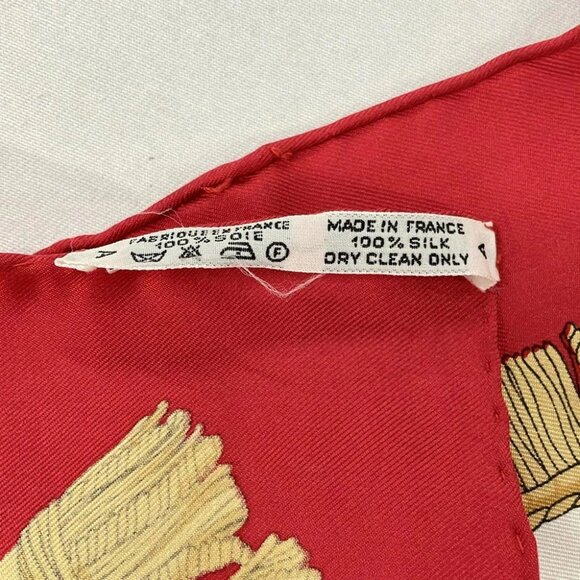 A
FABRIQUE EN FRANCE
100% SOIE
F
MADE IN FRANCE
100% SILK
DRY CLEAN ONLY
A